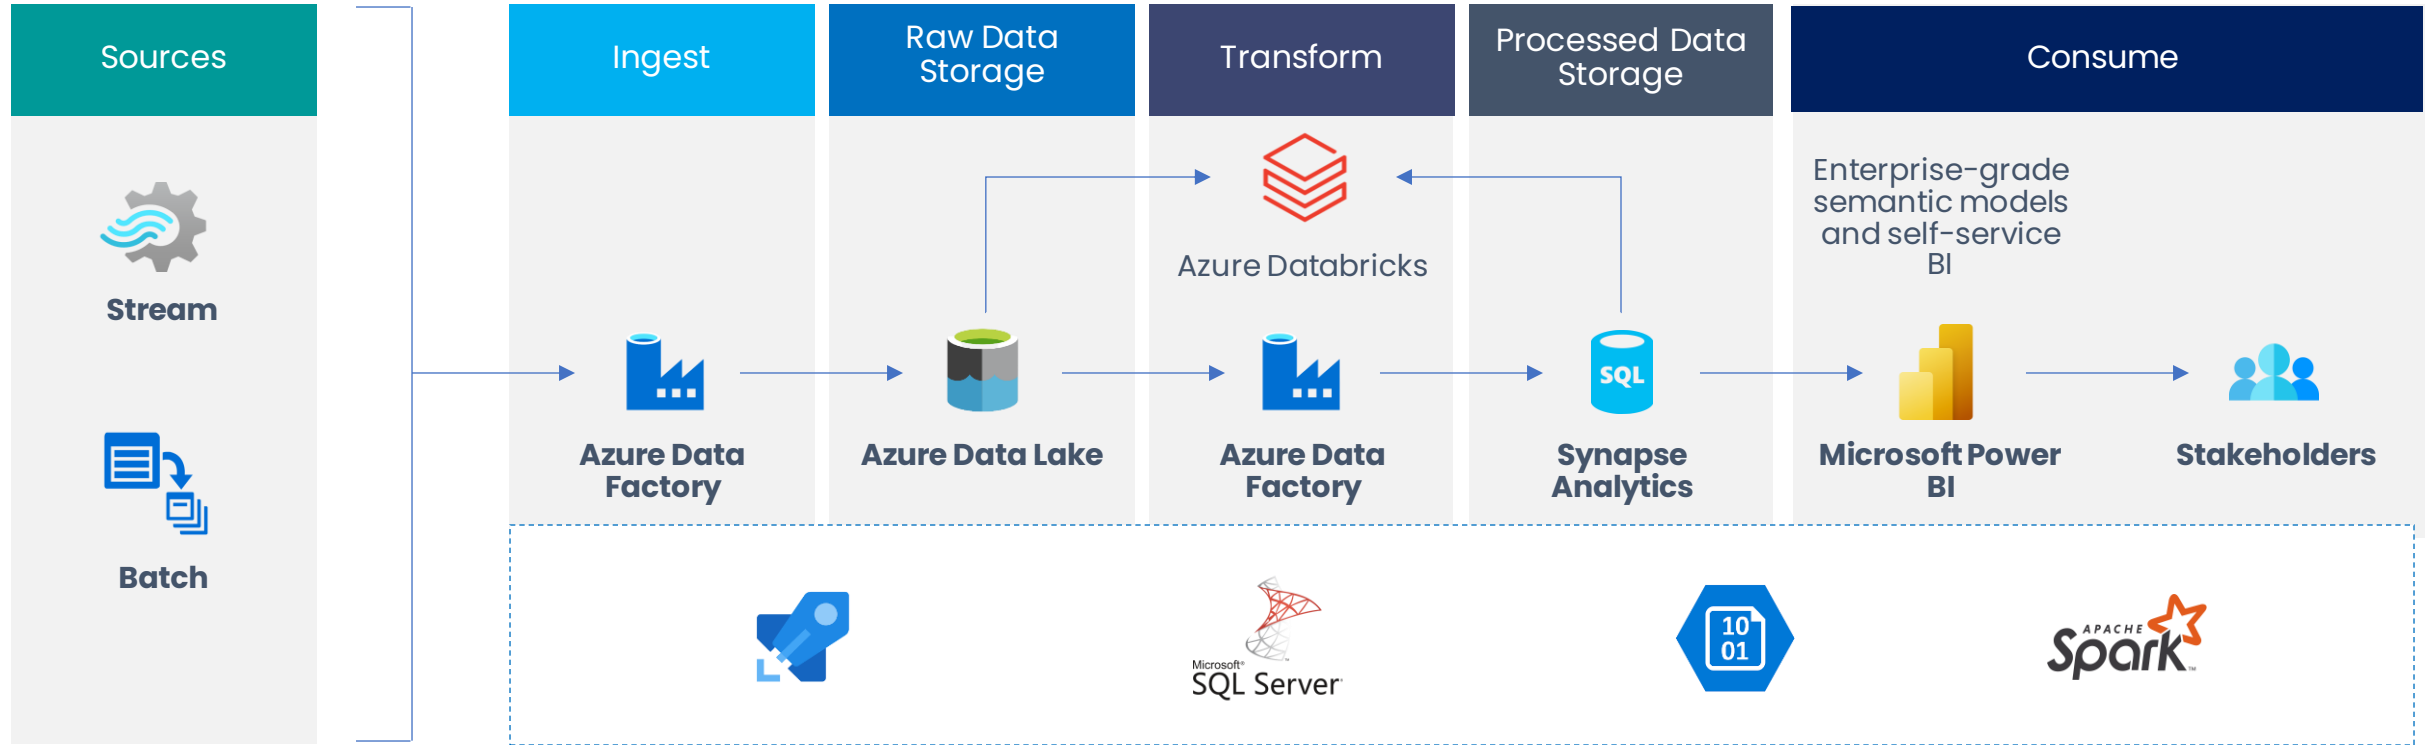 Sources
Ingest
Raw Data
Storage
Transform
Processed Data
Storage
Consume
Stream
Batch
Azure Databricks
Enterprise-grade
semantic models
and self-service
BI
Azure Data
Factory
Azure Data Lake
Azure Data
Factory
SQL
Synapse
Analytics
Microsoft Power
BI
Stakeholders
Microsoft®
SQL Server
10
01
APACHE
Spark™